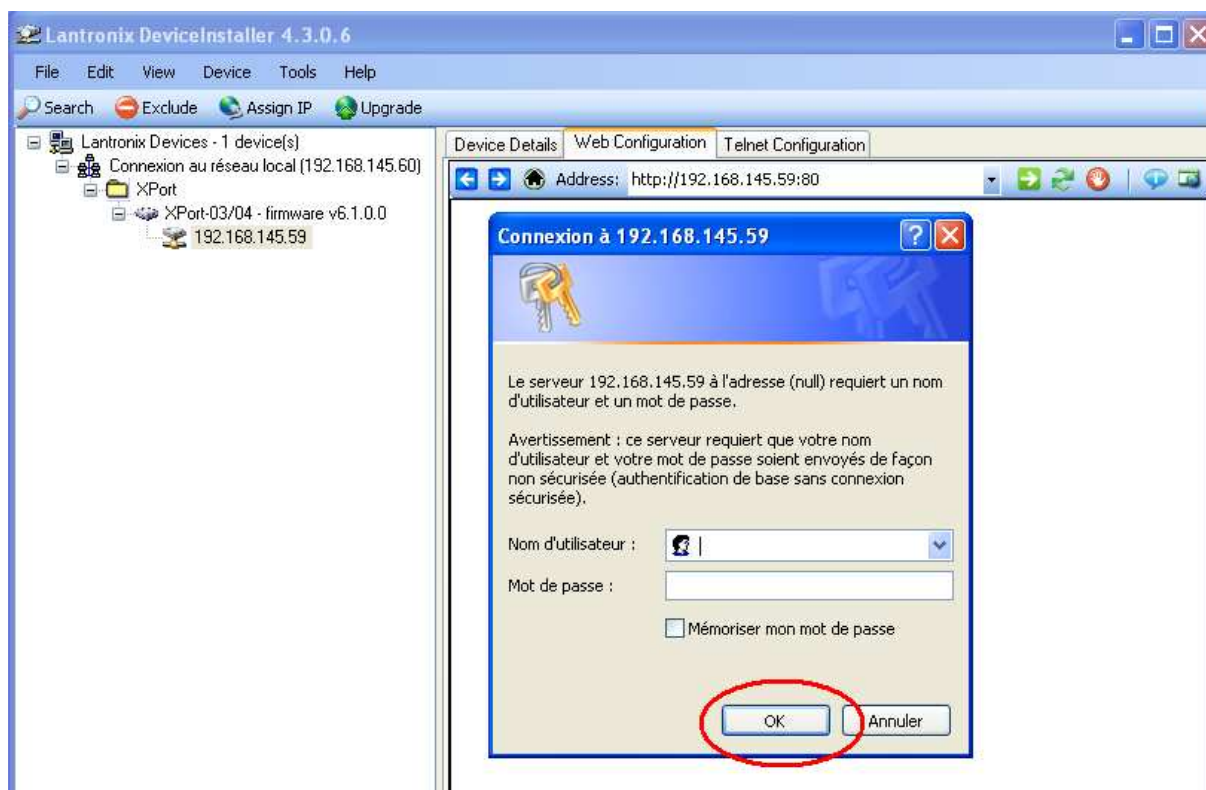 Lantronix DeviceInstaller 4.3.0.6
File Edit View Device Tools Help
Search Exclude Assign IP Upgrade
Lantronix Devices - 1 device(s)
Connexion au réseau local (192.168.145.60)
XPort
XPort-03/04 - firmware v6.1.0.0
192.168.145.59
Device Details Web Configuration Telnet Configuration
Address: http://192.168.145.59:80
Connexion à 192.168.145.59
Le serveur 192.168.145.59 à l'adresse (null) requiert un nom
d'utilisateur et un mot de passe.
Avertissement : ce serveur requiert que votre nom
d'utilisateur et votre mot de passe soient envoyés de façon
non sécurisée (authentification de base sans connexion
sécurisée).
Nom d'utilisateur :
Mot de passe :
Mémoriser mon mot de passe
OK Annuler